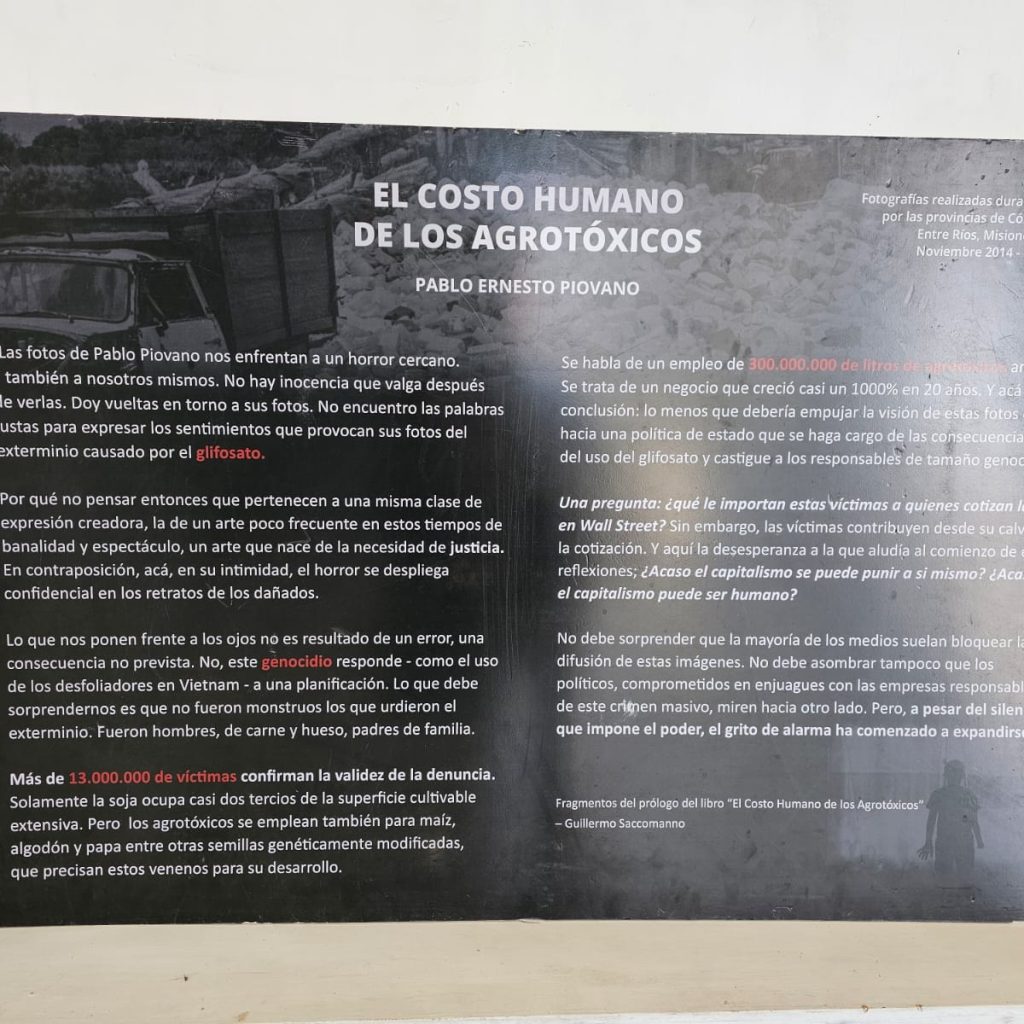 EL COSTO HUMANO
DE LOS AGROTÓXICOS
PABLO ERNESTO PIOVANO
Fotografías realizadas dura
por las provincias de Có
Entre Ríos, Mision
Noviembre 2014 -
Las fotos de Pablo Piovano nos enfrentan a un horror cercano.
también a nosotros mismos. No hay inocencia que valga después
de verlas. Doy vueltas en torno a sus fotos. No encuentro las palabras
ustas para expresar los sentimientos que provocan sus fotos del
exterminio causado por el glifosato.
Por qué no pensar entonces que pertenecen a una misma clase de
expresión creadora, la de un arte poco frecuente en estos tiempos de
banalidad y espectáculo, un arte que nace de la necesidad de justicia.
En contraposición, acá, en su intimidad, el horror se despliega
confidencial en los retratos de los dañados.
Lo que nos ponen frente a los ojos no es resultado de un error, una
consecuencia no prevista. No, este genocidio responde - como el uso
de los desfoliadores en Vietnam - a una planificación. Lo que debe
sorprendernos es que no fueron monstruos los que urdieron el
exterminio. Fueron hombres, de carne y hueso, padres de familia.
Más de 13.000.000 de víctimas confirman la validez de la denuncia.
Solamente la soja ocupa casi dos tercios de la superficie cultivable
extensiva. Pero los agrotóxicos se emplean también para maíz,
algodón y papa entre otras semillas genéticamente modificadas,
que precisan estos venenos para su desarrollo.
Se habla de un empleo de 300.000.000 de litros de agrotóxicos
Se trata de un negocio que creció casi un 1000% en 20 años. Y acá
conclusión: lo menos que debería empujar la visión de estas fotos
hacia una política de estado que se haga cargo de las consecuencia
del uso del glifosato y castigue a los responsables de tamaño genoc
Una pregunta: ¿qué le importan estas víctimas a quienes cotizan
en Wall Street? Sin embargo, las víctimas contribuyen desde su calv
la cotización. Y aquí la desesperanza a la que aludía al comienzo de
reflexiones; ¿Acaso el capitalismo se puede punir a si mismo? ¿Aca
el capitalismo puede ser humano?
No debe sorprender que la mayoría de los medios suelan bloquear la
difusión de estas imágenes. No debe asombrar tampoco que los
políticos, comprometidos en enjuagues con las empresas responsabl
de este crimen masivo, miren hacia otro lado. Pero, a pesar del silen
que impone el poder, el grito de alarma ha comenzado a expandirse
Fragmentos del prólogo del libro "El Costo Humano de los Agrotóxicos"
– Guillermo Saccomanno